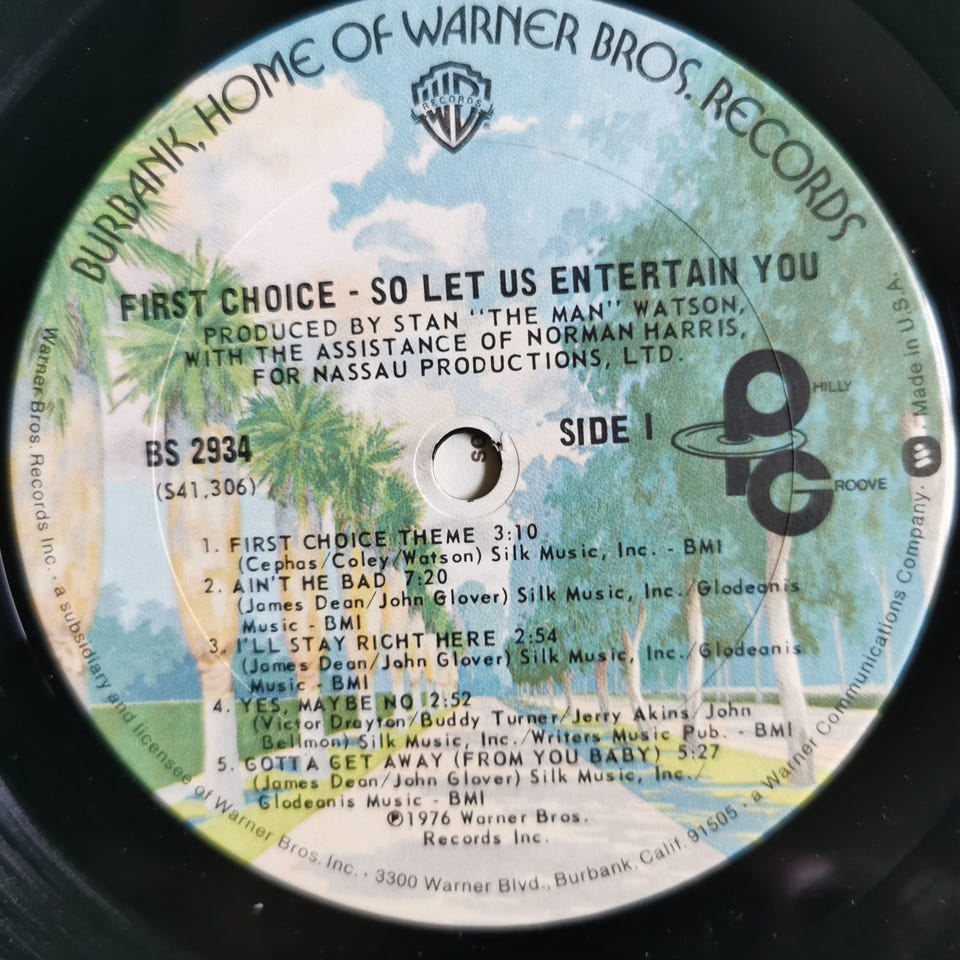 BURBANK, HOME OF WARNER BROS. RECORDS
RECORDS
FIRST CHOICE - SO LET US ENTERTAIN YOU
PRODUCED BY STAN "THE MAN" WATSON,
WITH THE ASSISTANCE OF NORMAN HARRIS,
FOR NASSAU PRODUCTIONS, LTD.
PHILLY
GROOVE
BS 2934
(S41,306)
SIDE 1
1. FIRST CHOICE THEME 3:10
(Cephas/Coley/Watson) Silk Music, Inc. - BMI
2. AIN'T HE BAD 7:20
(James Dean/John Glover) Silk Music, Inc./Glodeanis
Music - BMI
3. I'LL STAY RIGHT HERE 2:54
(James Dean/John Glover) Silk Music, Inc./Glodeanis
Music - BMI
4. YES, MAYBE NO 2:52
(Victor Drayton/Buddy Turner/Jerry Akins/John
Bellmon) Silk Music, Inc./Writers Music Pub. - BMI
5. GOTTA GET AWAY (FROM YOU BABY) 5:27
(James Dean/John Glover) Silk Music, Inc./
Glodeanis Music - BMI
℗1976 Warner Bros.
Records Inc.
Warner Bros. Records Inc. · a subsidiary and licensee of Warner Bros. Inc. · 3300 Warner Blvd., Burbank, Calif. 91505 · a Warner Communications Company. · Made in U.S.A.